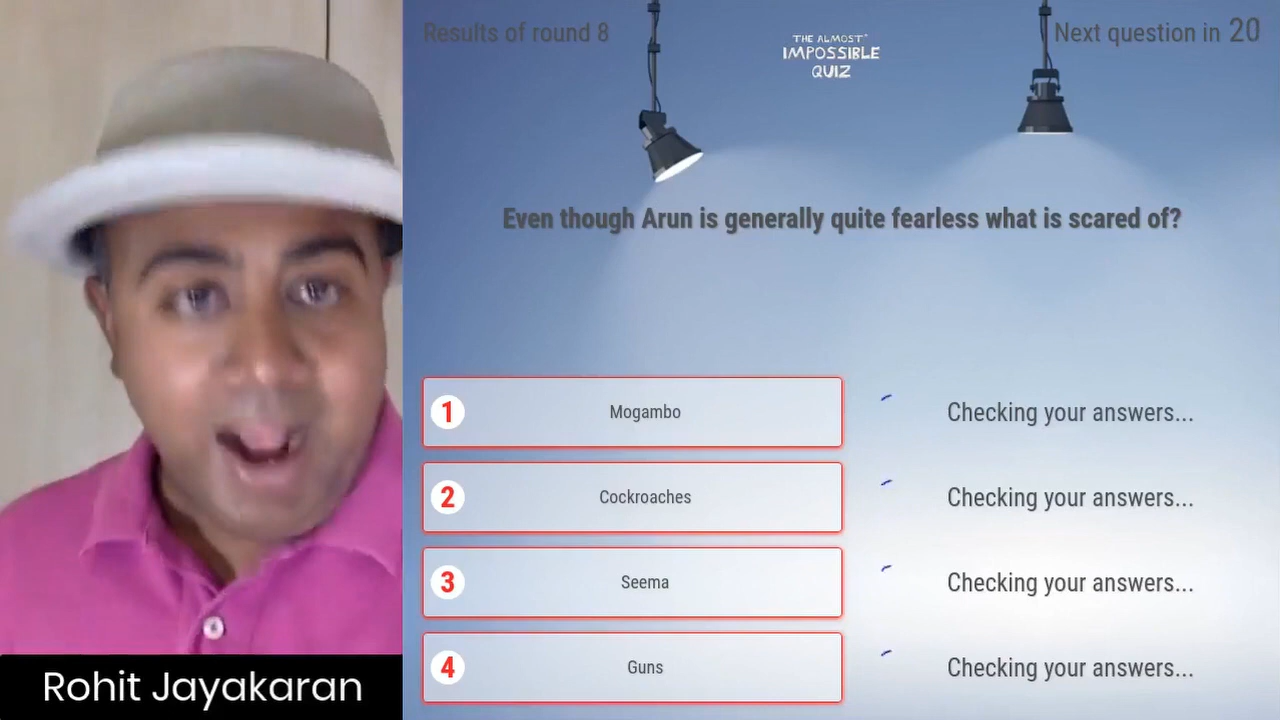 Results of round 8
THE ALMOST
IMPOSSIBLE
QUIZ
Next question in 20
Even though Arun is generally quite fearless what is scared of?
1 Mogambo
Checking your answers...
2 Cockroaches
Checking your answers...
3 Seema
Checking your answers...
4 Guns
Checking your answers...
Rohit Jayakaran